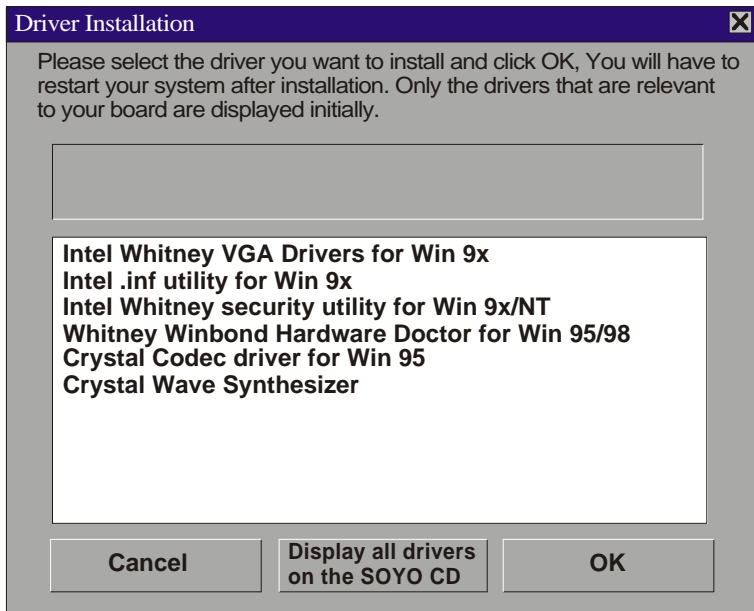 Driver Installation
Please select the driver you want to install and click OK, You will have to
restart your system after installation. Only the drivers that are relevant
to your board are displayed initially.
Intel Whitney VGA Drivers for Win 9x
Intel .inf utility for Win 9x
Intel Whitney security utility for Win 9x/NT
Whitney Winbond Hardware Doctor for Win 95/98
Crystal Codec driver for Win 95
Crystal Wave Synthesizer
Cancel
Display all drivers
on the SOYO CD
OK